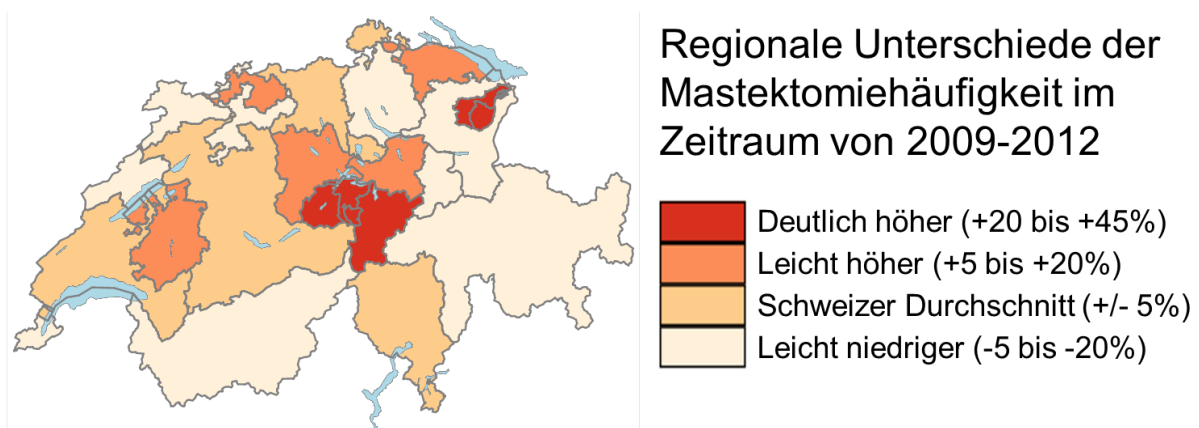 Regionale Unterschiede der
Mastektomiehäufigkeit im
Zeitraum von 2009-2012
Deutlich höher (+20 bis +45%)
Leicht höher (+5 bis +20%)
Schweizer Durchschnitt (+/- 5%)
Leicht niedriger (-5 bis -20%)